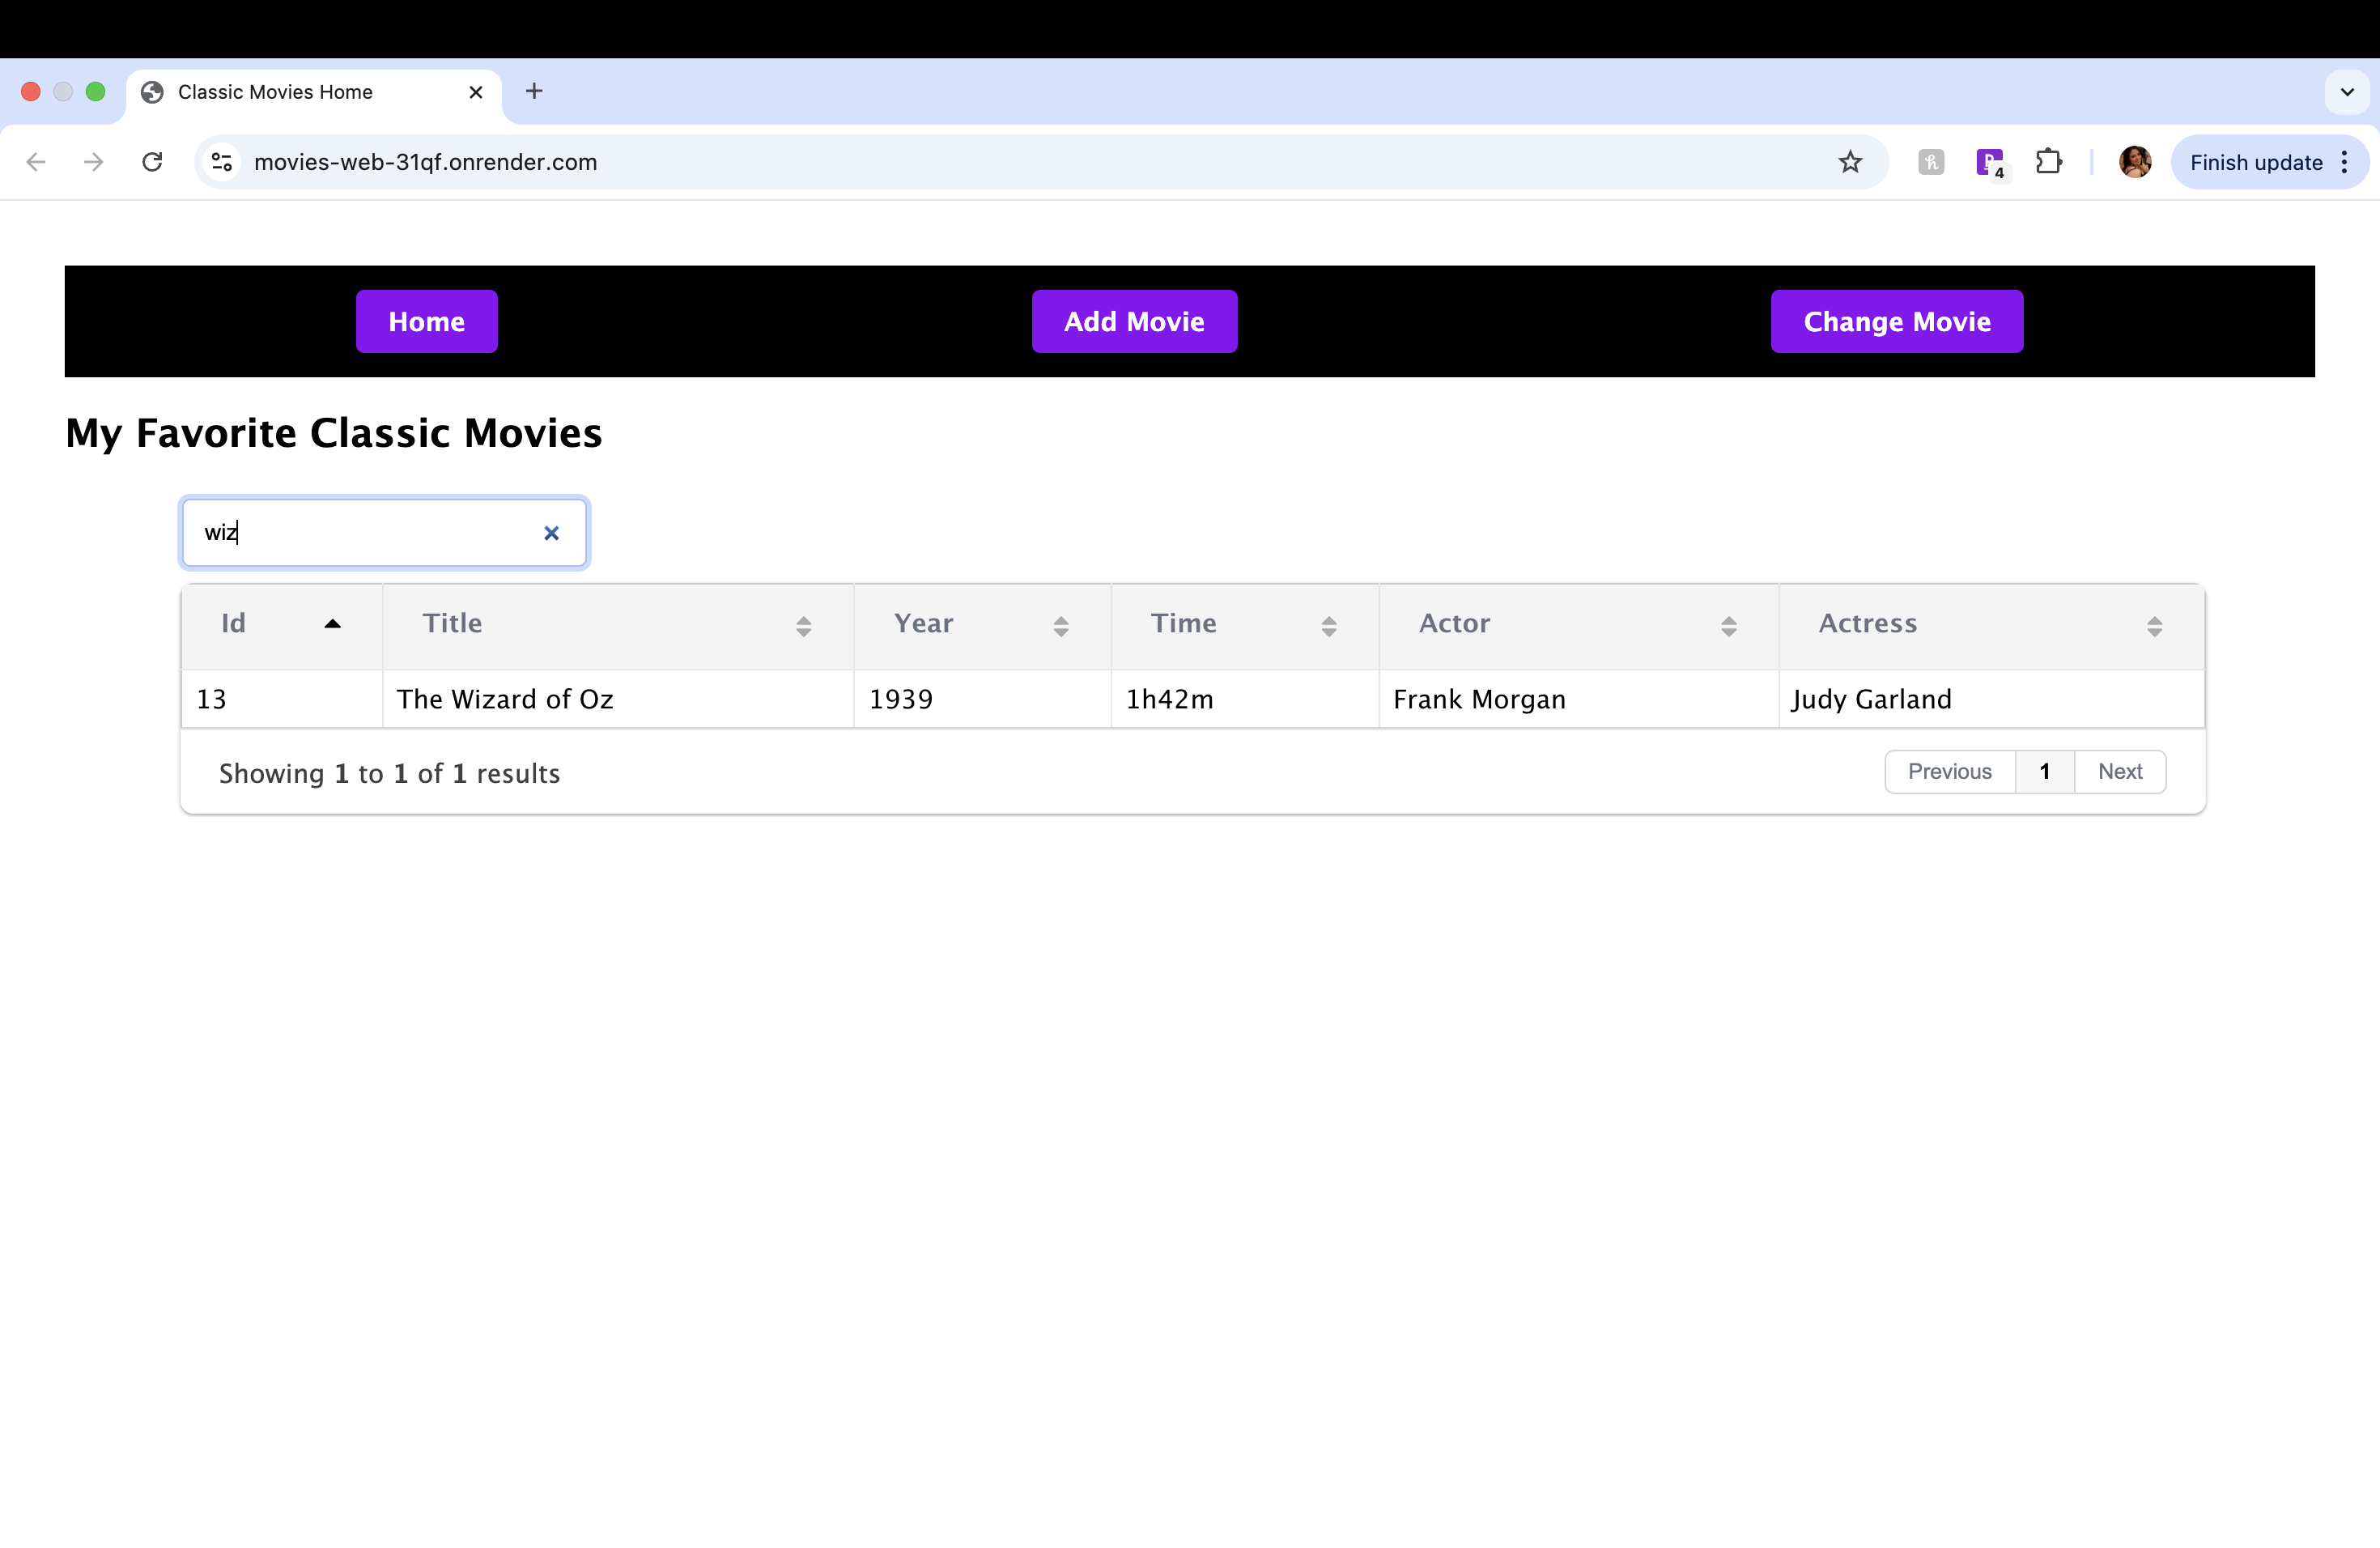 Classic Movies Home
movies-web-31qf.onrender.com
4
Finish update
Home Add Movie Change Movie
My Favorite Classic Movies
wiz
Id Title Year Time Actor Actress
13 The Wizard of Oz 1939 1h42m Frank Morgan Judy Garland
Showing 1 to 1 of 1 results
Previous 1 Next